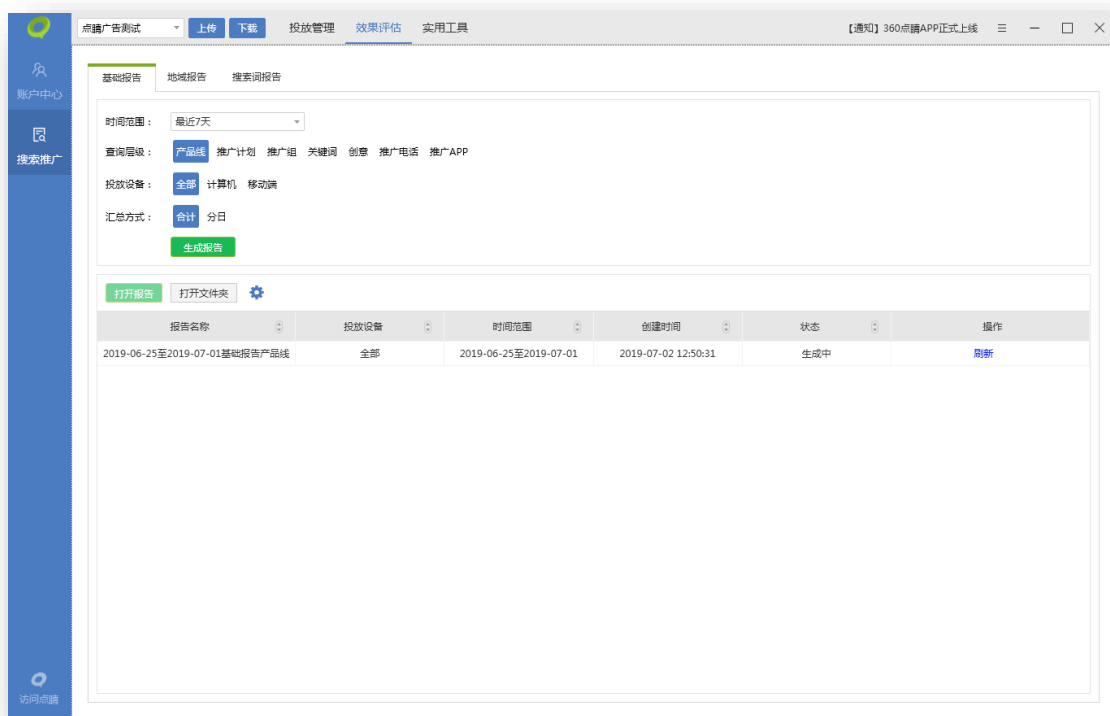 点睛广告测试 上传 下载 投放管理 效果评估 实用工具 【通知】360点睛APP正式上线
账户中心
搜索推广
基础报告 地域报告 搜索词报告
时间范围： 最近7天
查询层级： 产品线 推广计划 推广组 关键词 创意 推广电话 推广APP
投放设备： 全部 计算机 移动端
汇总方式： 合计 分日
生成报告
打开报告 打开文件夹
报告名称 投放设备 时间范围 创建时间 状态 操作
2019-06-25至2019-07-01基础报告产品线 全部 2019-06-25至2019-07-01 2019-07-02 12:50:31 生成中 刷新
访问点睛